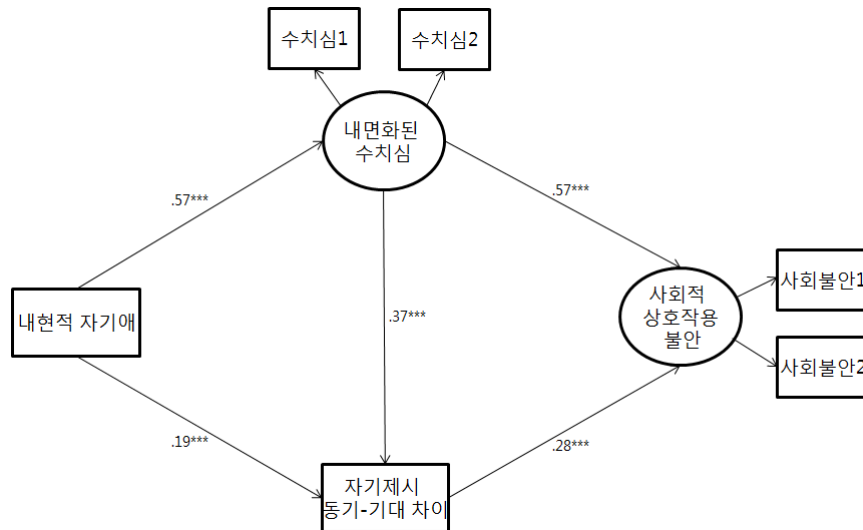 수치심1
수치심2
내면화된
수치심
.57***
.57***
내현적 자기애
.37***
사회적
상호작용
불안
사회불안1
사회불안2
.19***
.28***
자기제시
동기-기대 차이